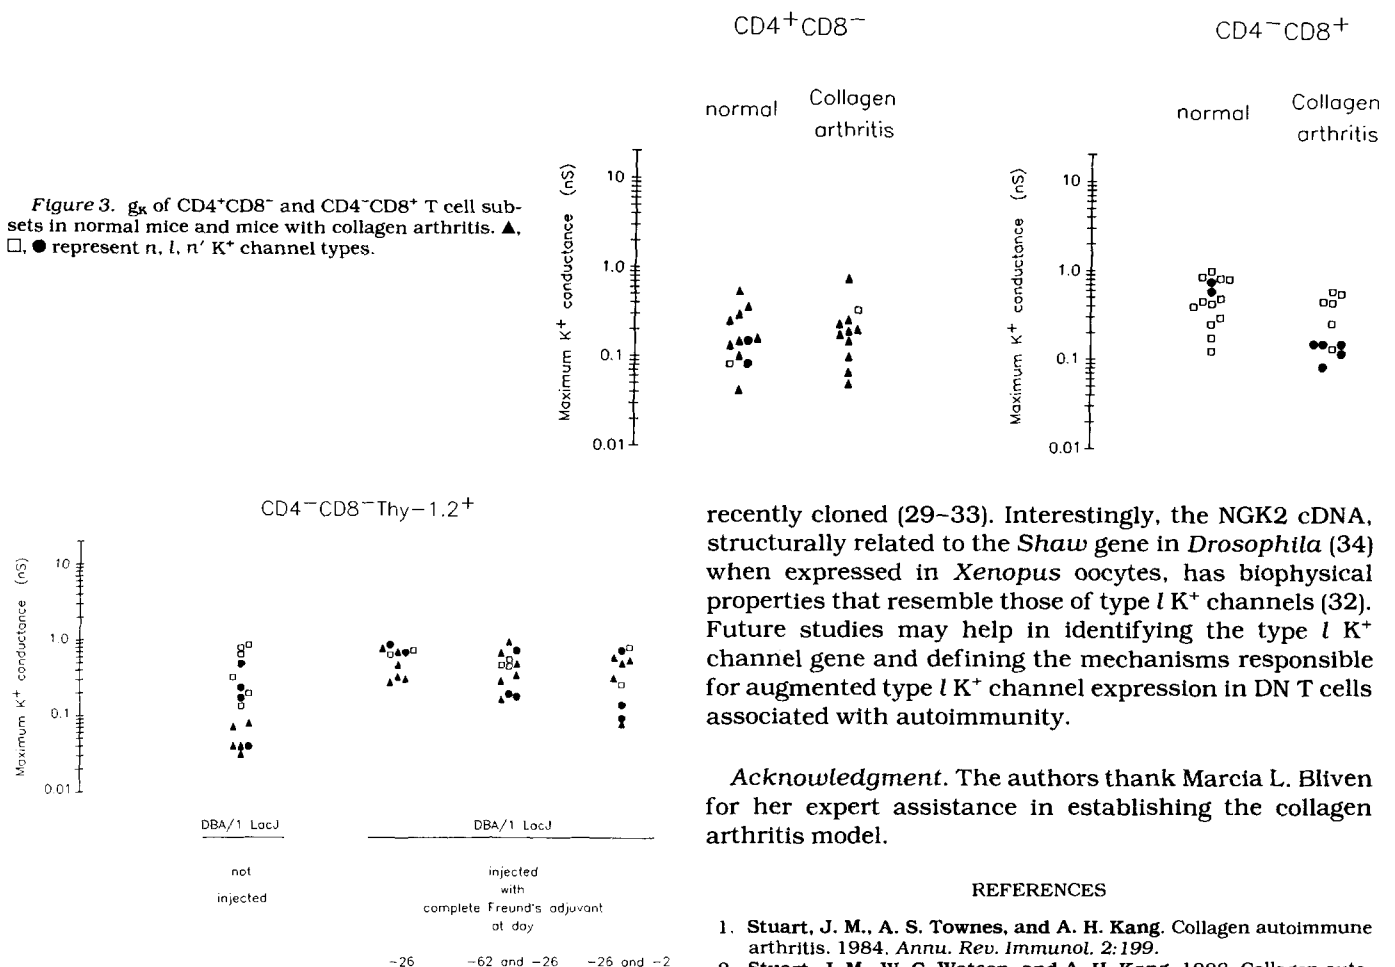 CD4+CD8−
normal
Collagen
arthritis
Maximum K+ conductance (nS)
10
1.0
0.1
0.01
CD4−CD8+
normal
Collagen
arthritis
Maximum K+ conductance (nS)
10
1.0
0.1
0.01
Figure 3. gK of CD4+CD8− and CD4−CD8+ T cell sub-
sets in normal mice and mice with collagen arthritis. ▲,
□, ● represent n, l, n′ K+ channel types.
CD4−CD8−Thy−1.2+
Maximum K+ conductance (nS)
10
1.0
0.1
0.01
DBA/1 LacJ
not
injected
DBA/1 LacJ
injected
with
complete Freund's adjuvant
at day
−26
−62 and −26
−26 and −2
recently cloned (29–33). Interestingly, the NGK2 cDNA,
structurally related to the Shaw gene in Drosophila (34)
when expressed in Xenopus oocytes, has biophysical
properties that resemble those of type l K+ channels (32).
Future studies may help in identifying the type l K+
channel gene and defining the mechanisms responsible
for augmented type l K+ channel expression in DN T cells
associated with autoimmunity.
Acknowledgment. The authors thank Marcia L. Bliven
for her expert assistance in establishing the collagen
arthritis model.
REFERENCES
1. Stuart, J. M., A. S. Townes, and A. H. Kang. Collagen autoimmune
arthritis. 1984. Annu. Rev. Immunol. 2:199.